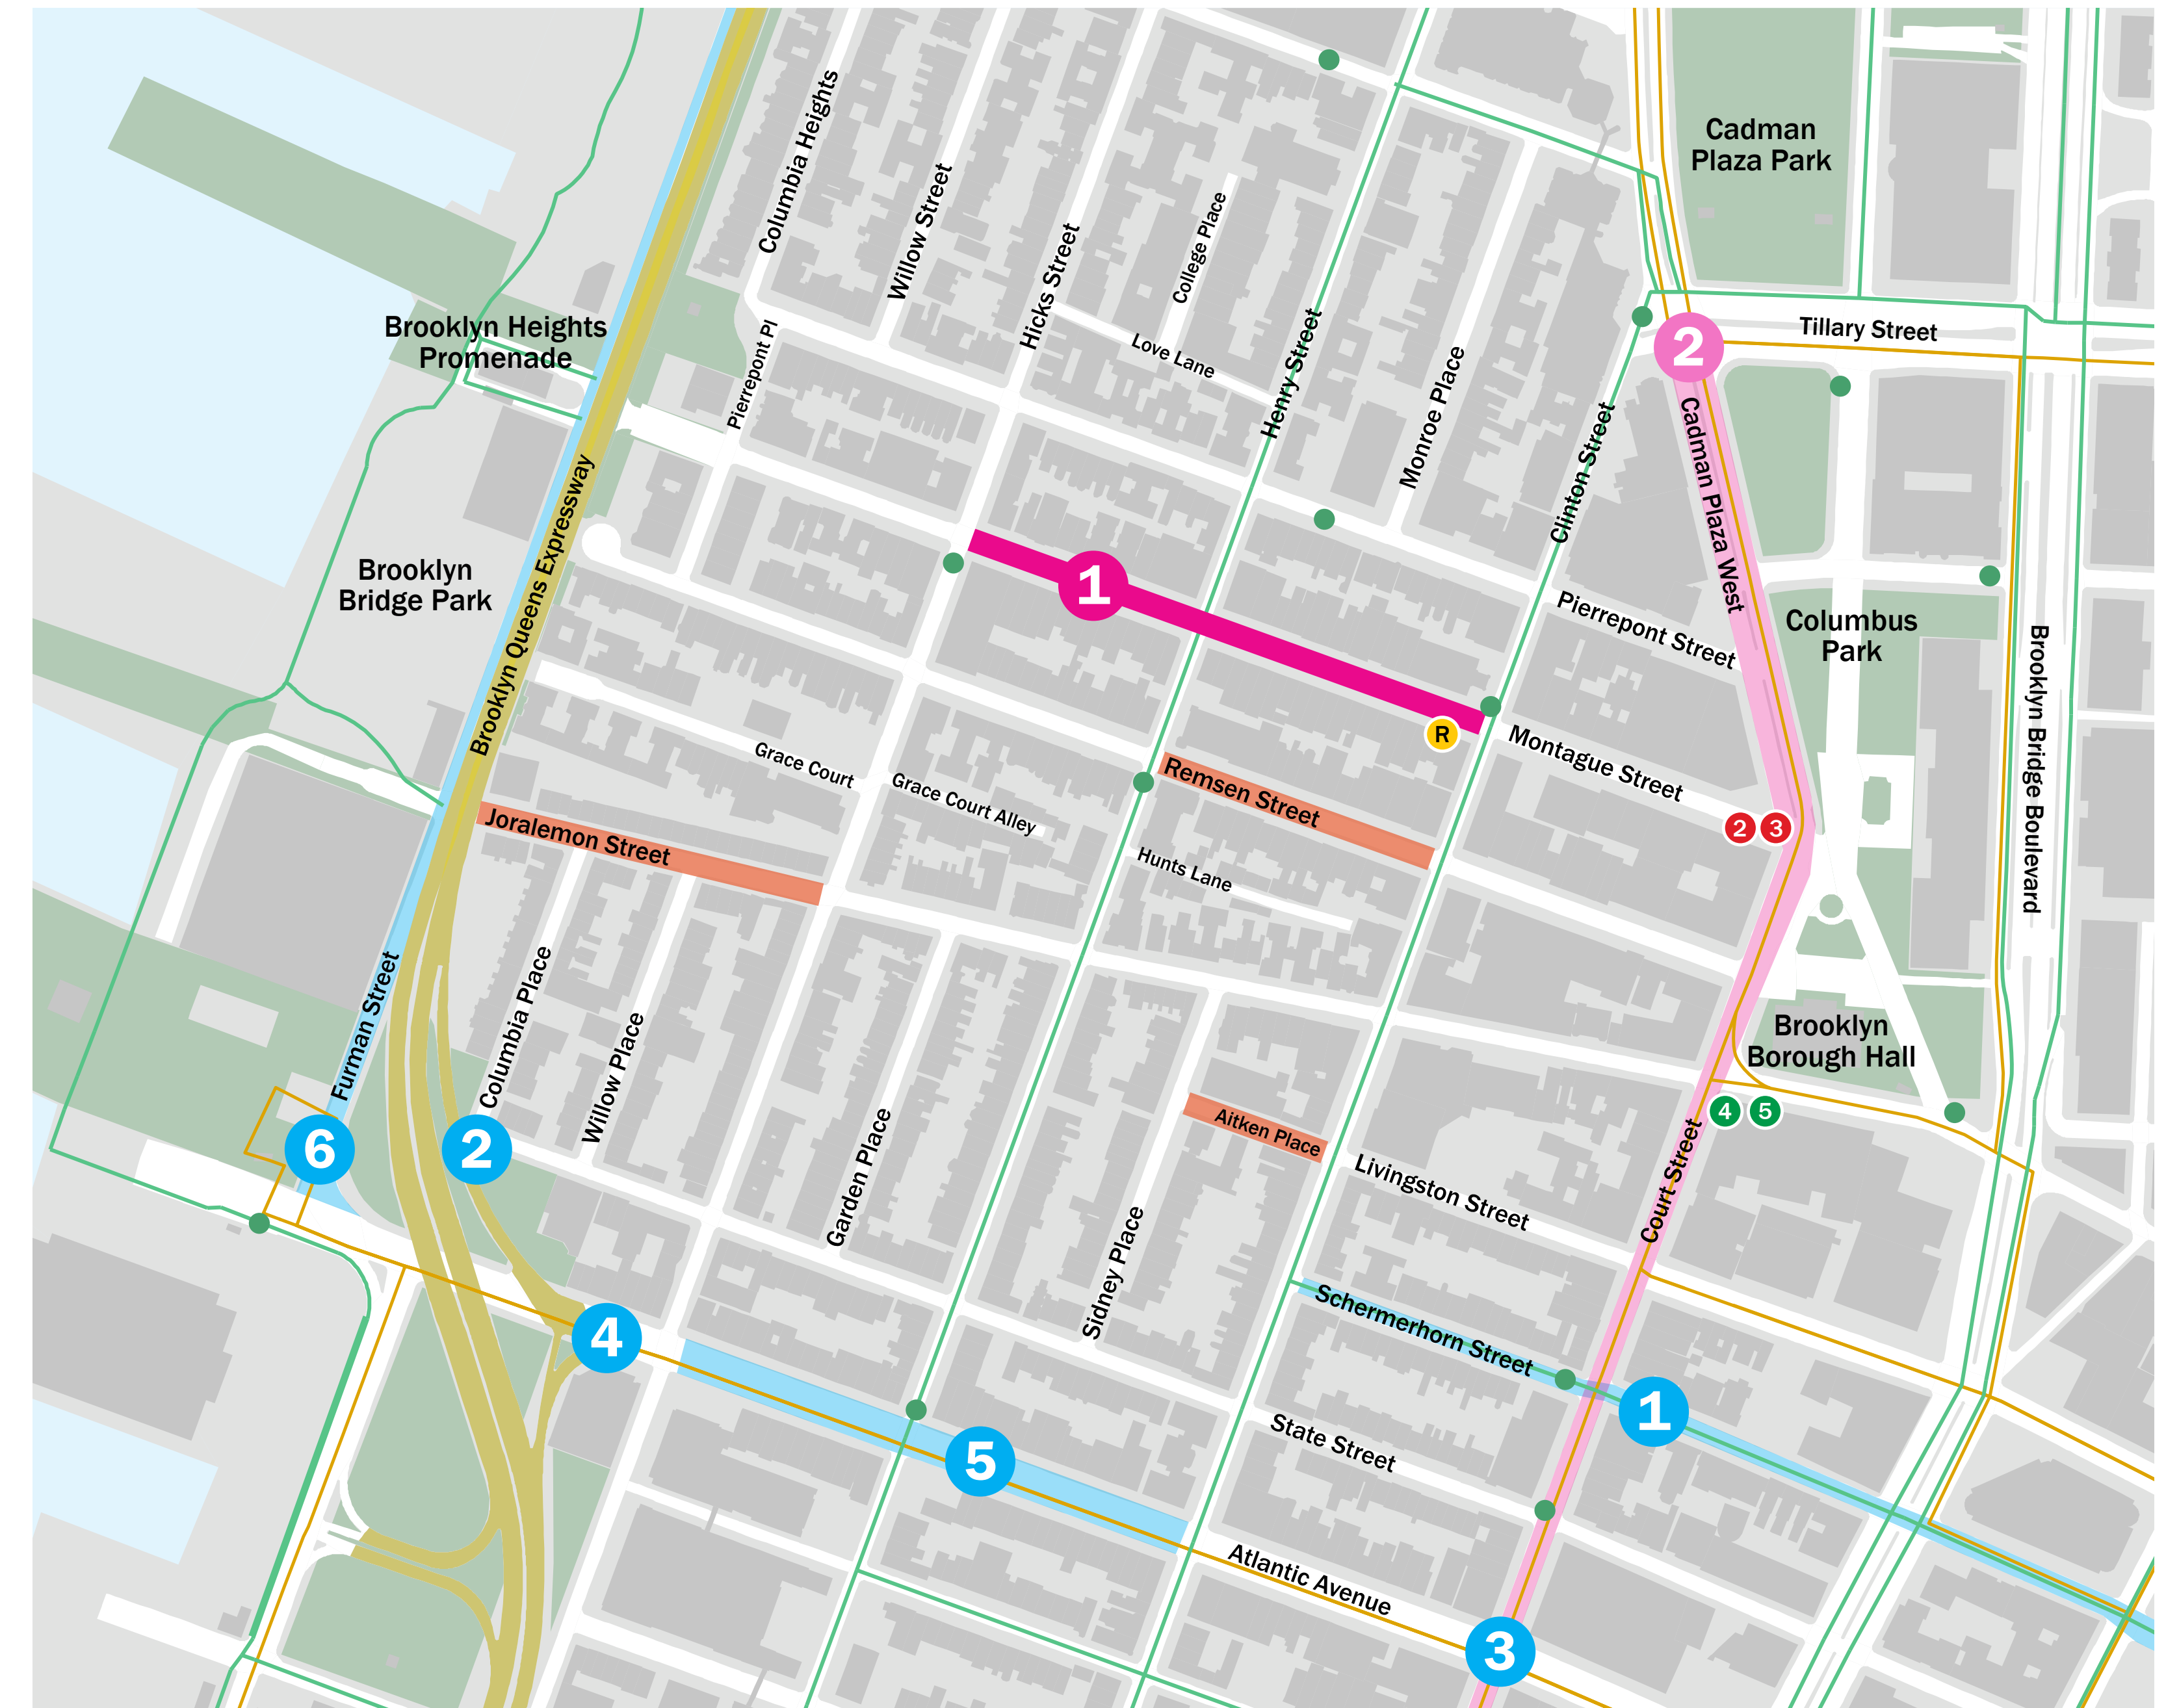 Columbia Heights
Willow Street
Hicks Street
College Place
Henry Street
Cadman
Plaza Park
2
Tillary Street
Brooklyn Heights
Promenade
Pierrepont Pl
Love Lane
Monroe Place
Clinton Street
Cadman Plaza West
Brooklyn Queens Expressway
Brooklyn
Bridge Park
1
Pierrepont Street
Columbus
Park
Brooklyn Bridge Boulevard
R
Montague Street
Grace Court
Grace Court Alley
Remsen Street
2
3
Joralemon Street
Hunts Lane
Furman Street
Columbia Place
Willow Place
Brooklyn
Borough Hall
4
5
Aitken Place
6
2
Garden Place
Sidney Place
Livingston Street
Court Street
4
Schermerhorn Street
1
5
State Street
Atlantic Avenue
3